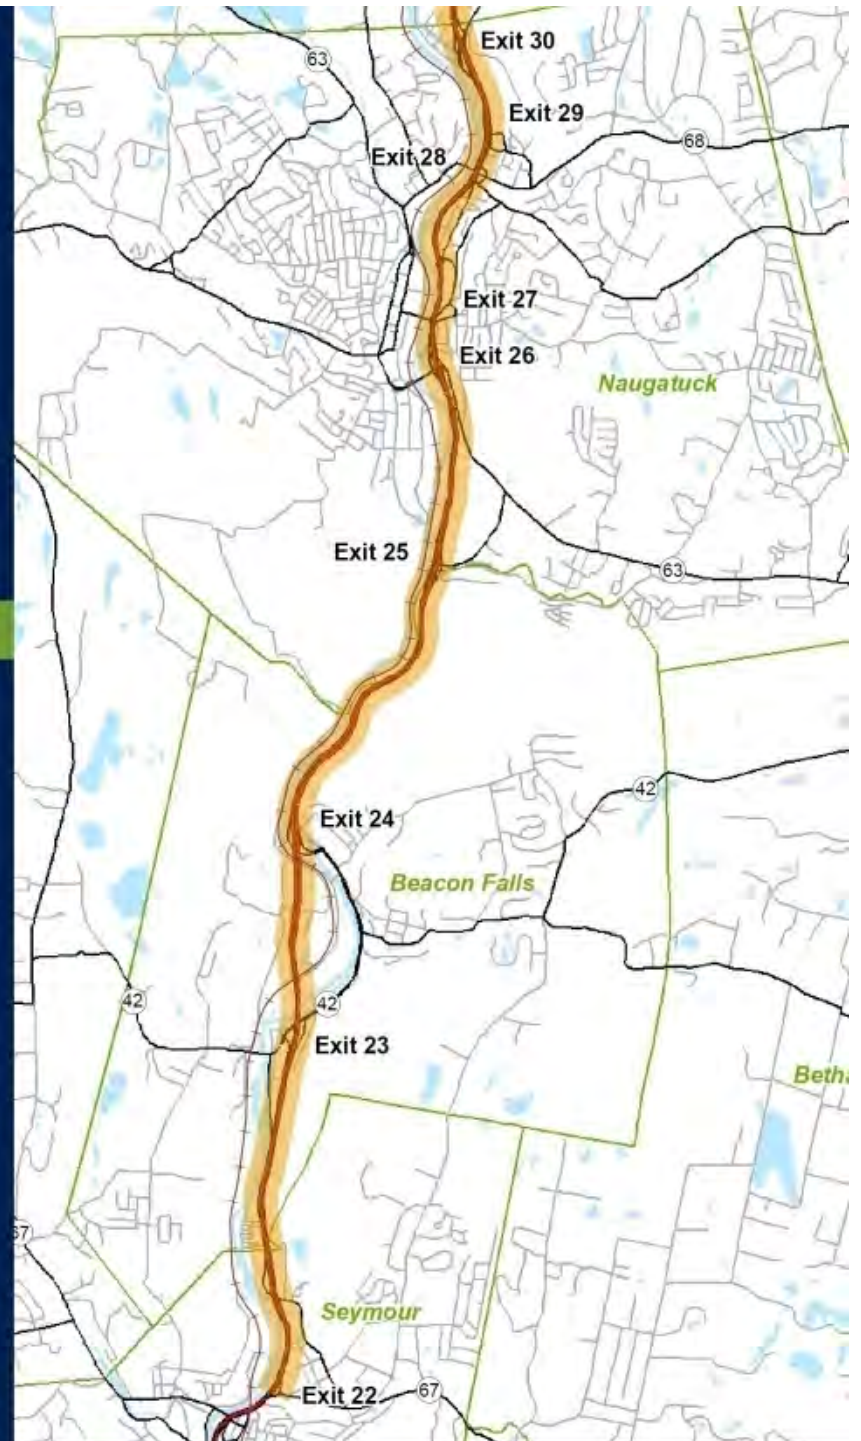 Exit 30
63
Exit 29
68
Exit 28
Exit 27
Exit 26
Naugatuck
Exit 25
63
42
Exit 24
Beacon Falls
42
42
Exit 23
Beth
67
Seymour
Exit 22
67